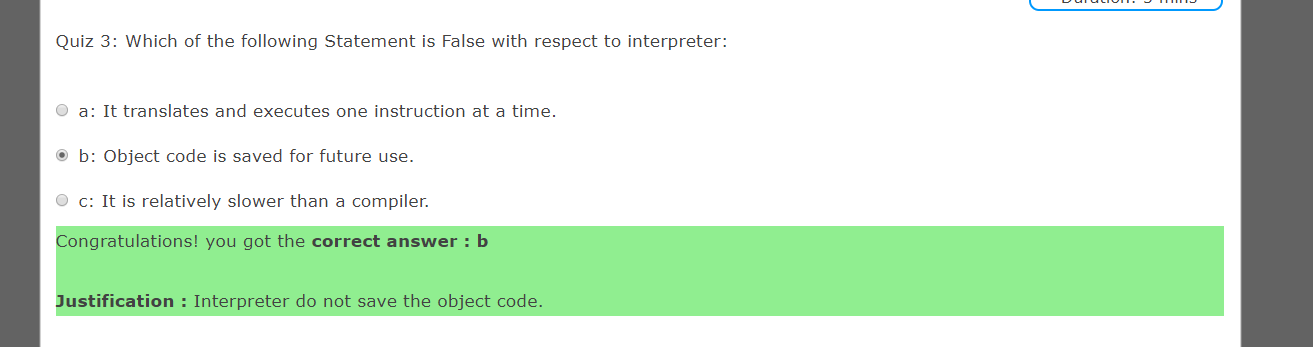 Quiz 3: Which of the following Statement is False with respect to interpreter:
a: It translates and executes one instruction at a time.
b: Object code is saved for future use.
c: It is relatively slower than a compiler.
Congratulations! you got the correct answer : b
Justification : Interpreter do not save the object code.